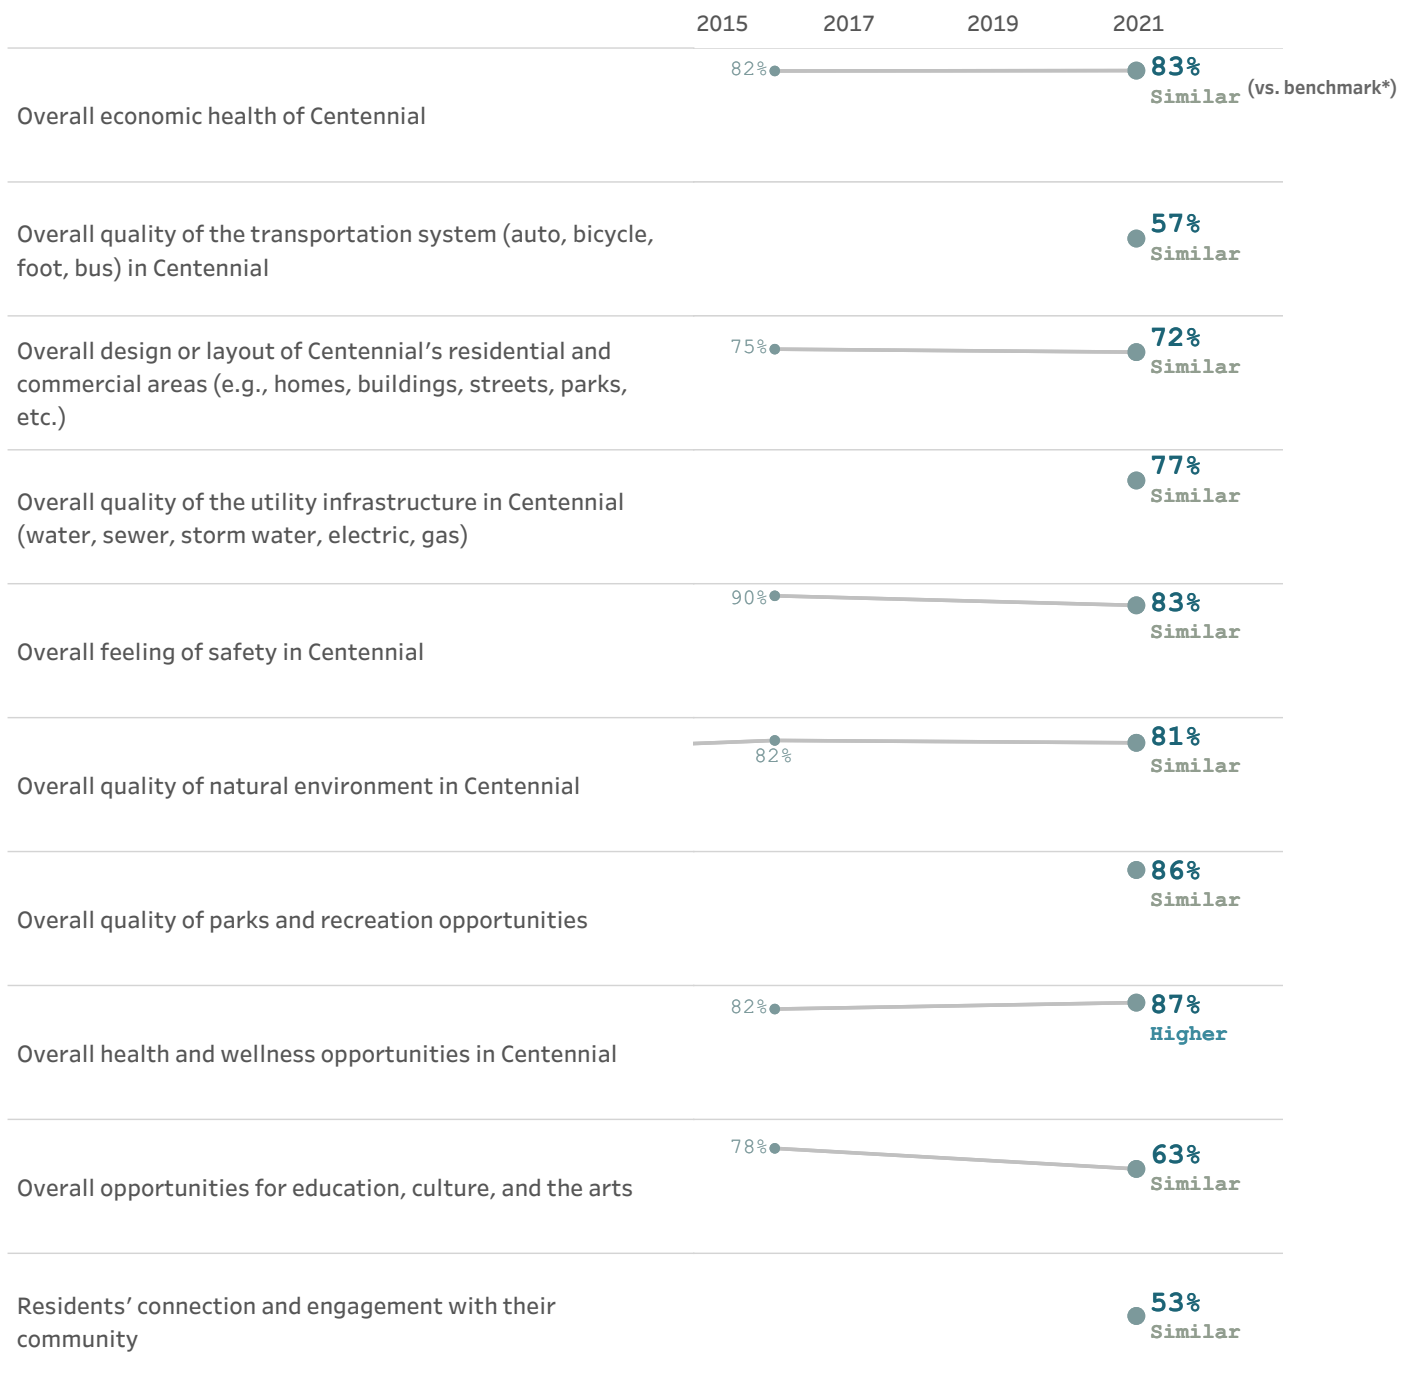 2015 2017 2019 2021
82% 83%
Similar (vs. benchmark*)
Overall economic health of Centennial
57%
Overall quality of the transportation system (auto, bicycle,
Similar
foot, bus) in Centennial
75% 72%
Overall design or layout of Centennial’s residential and
Similar
commercial areas (e.g., homes, buildings, streets, parks,
etc.)
77%
Similar
Overall quality of the utility infrastructure in Centennial
(water, sewer, storm water, electric, gas)
90% 83%
Similar
Overall feeling of safety in Centennial
81%
82%
Similar
Overall quality of natural environment in Centennial
86%
Similar
Overall quality of parks and recreation opportunities
82% 87%
Higher
Overall health and wellness opportunities in Centennial
78% 63%
Similar
Overall opportunities for education, culture, and the arts
53%
Residents’ connection and engagement with their
Similar
community